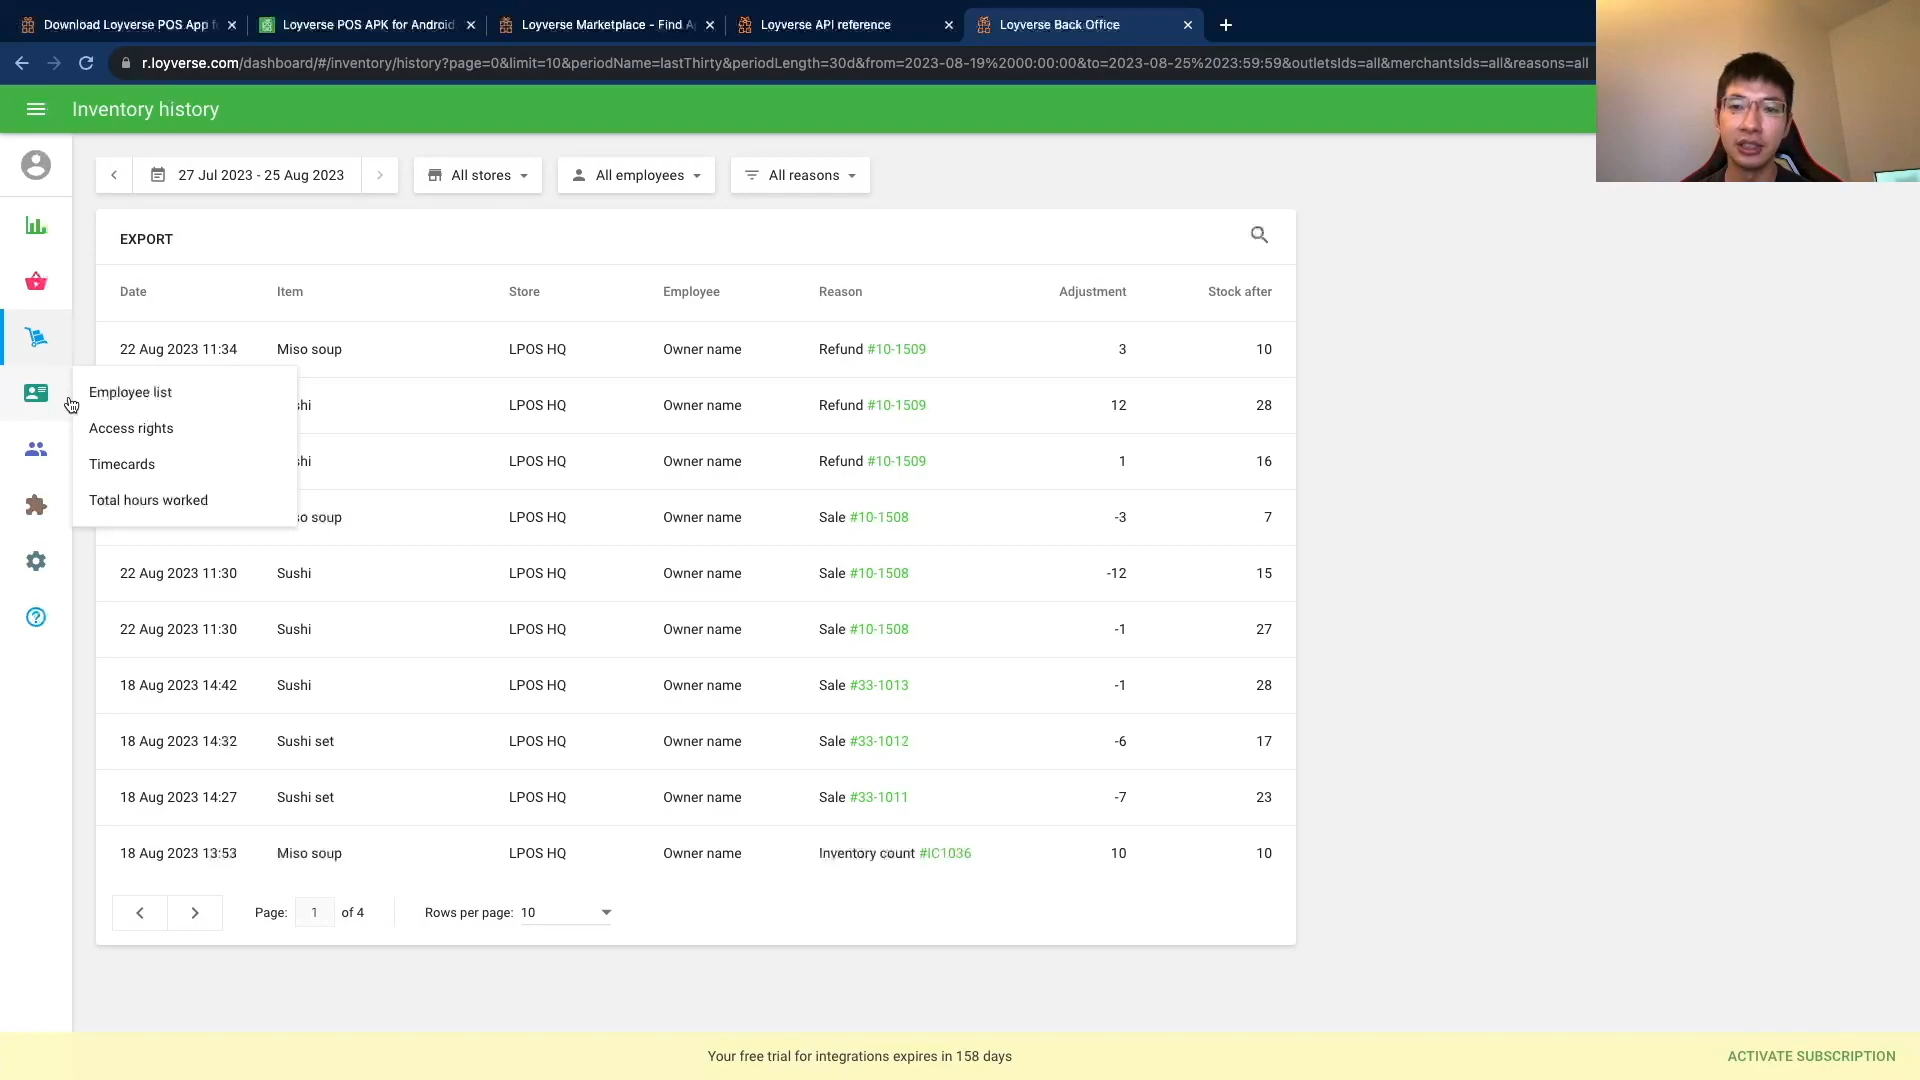 Download Loyverse POS App f
Loyverse POS APK for Android
Loyverse Marketplace - Find A
Loyverse API reference
Loyverse Back Office
r.loyverse.com/dashboard/#/inventory/history?page=0&limit=10&periodName=lastThirty&periodLength=30d&from=2023-08-19%2000:00:00&to=2023-08-25%2023:59:59&outletsIds=all&merchantsIds=all&reasons=all
Inventory history
27 Jul 2023 - 25 Aug 2023 All stores All employees All reasons
EXPORT
Date Item Store Employee Reason Adjustment Stock after
22 Aug 2023 11:34 Miso soup LPOS HQ Owner name Refund #10-1509 3 10
Employee list
Access rights
Timecards
Total hours worked
shi LPOS HQ Owner name Refund #10-1509 12 28
shi LPOS HQ Owner name Refund #10-1509 1 16
so soup LPOS HQ Owner name Sale #10-1508 -3 7
22 Aug 2023 11:30 Sushi LPOS HQ Owner name Sale #10-1508 -12 15
22 Aug 2023 11:30 Sushi LPOS HQ Owner name Sale #10-1508 -1 27
18 Aug 2023 14:42 Sushi LPOS HQ Owner name Sale #33-1013 -1 28
18 Aug 2023 14:32 Sushi set LPOS HQ Owner name Sale #33-1012 -6 17
18 Aug 2023 14:27 Sushi set LPOS HQ Owner name Sale #33-1011 -7 23
18 Aug 2023 13:53 Miso soup LPOS HQ Owner name Inventory count #IC1036 10 10
Page: 1 of 4 Rows per page: 10
Your free trial for integrations expires in 158 days
ACTIVATE SUBSCRIPTION